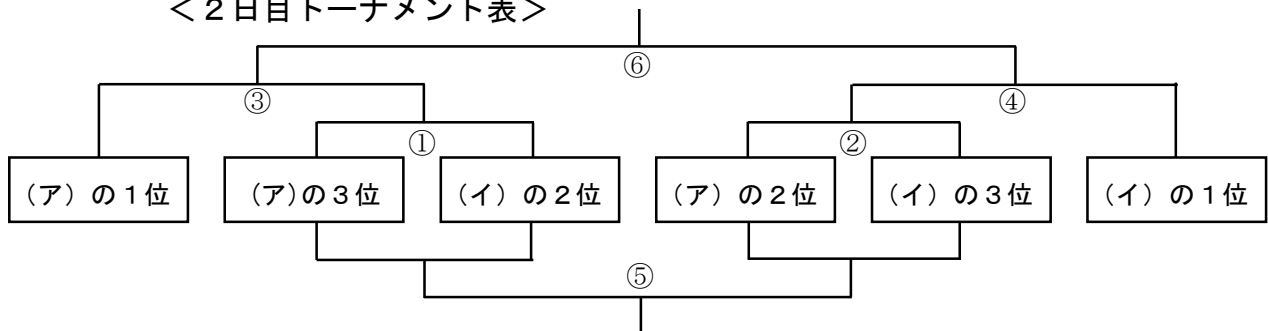 ＜２日目トーナメント表＞
⑥
③ ④
① ②
（ア）の１位 （ア）の３位 （イ）の２位 （ア）の２位 （イ）の３位 （イ）の１位
⑤